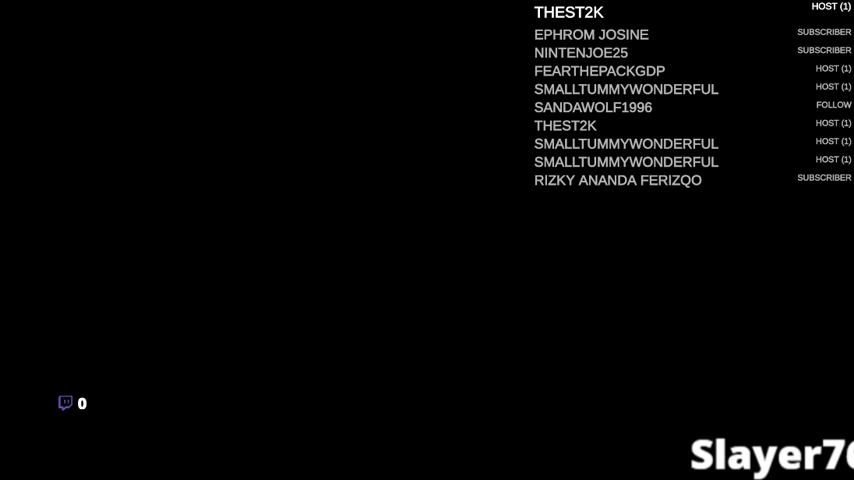 THEST2K HOST (1)
EPHROM JOSINE SUBSCRIBER
NINTENJOE25 SUBSCRIBER
FEARTHEPACKGDP HOST (1)
SMALLTUMMYWONDERFUL HOST (1)
SANDAWOLF1996 FOLLOW
THEST2K HOST (1)
SMALLTUMMYWONDERFUL HOST (1)
SMALLTUMMYWONDERFUL HOST (1)
RIZKY ANANDA FERIZQO SUBSCRIBER
0
Slayer7